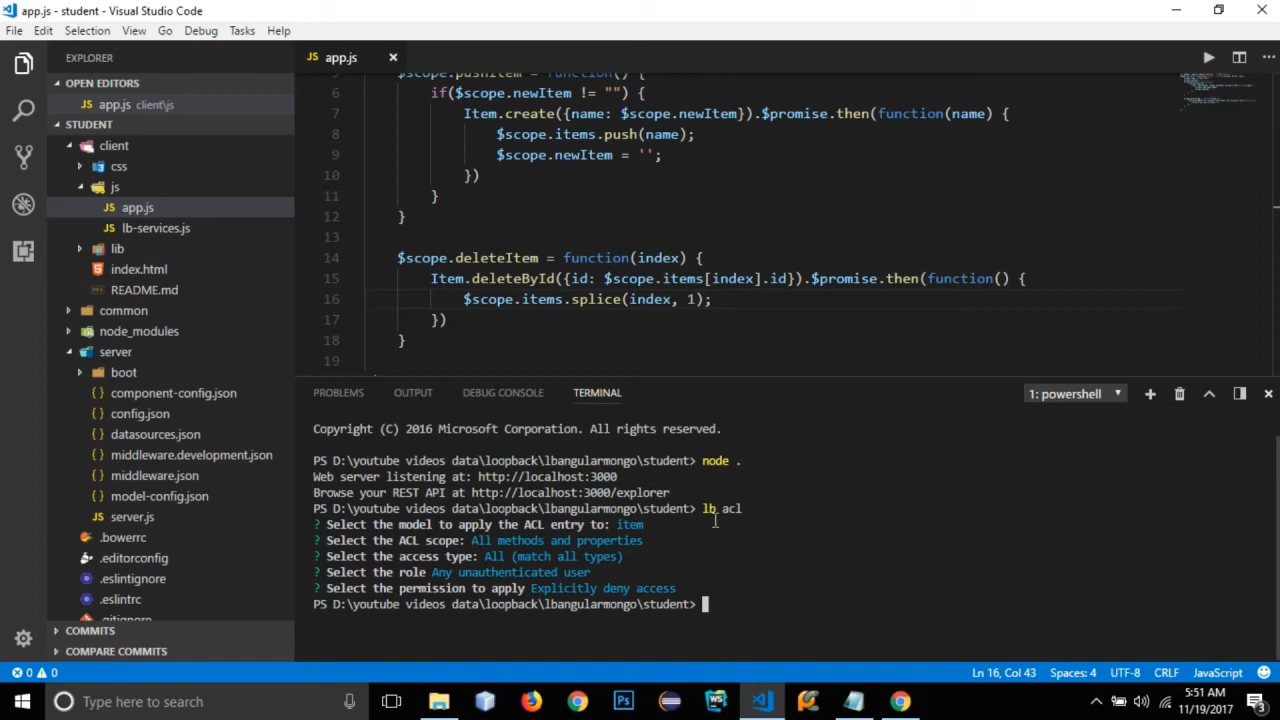 app.js - student - Visual Studio Code
File Edit Selection View Go Debug Tasks Help
EXPLORER
OPEN EDITORS
JS app.js client\js
STUDENT
client
css
js
JS app.js
JS lb-services.js
lib
index.html
README.md
common
node_modules
server
boot
{ } component-config.json
{ } config.json
{ } datasources.json
{ } middleware.development.json
{ } middleware.json
{ } model-config.json
JS server.js
.bowerrc
.editorconfig
.eslintignore
.eslintrc
.gitignore
COMMITS
COMPARE COMMITS
JS app.js
$scope.pushItem = function() {
6 if($scope.newItem != "") {
7 Item.create({name: $scope.newItem}).$promise.then(function(name) {
8 $scope.items.push(name);
9 $scope.newItem = '';
10 })
11 }
12 }
13
14 $scope.deleteItem = function(index) {
15 Item.deleteById({id: $scope.items[index].id}).$promise.then(function() {
16 $scope.items.splice(index, 1);
17 })
18 }
19
PROBLEMS OUTPUT DEBUG CONSOLE TERMINAL 1: powershell
Copyright (C) 2016 Microsoft Corporation. All rights reserved.
PS D:\youtube videos data\loopback\lbangularmongo\student> node .
Web server listening at: http://localhost:3000
Browse your REST API at http://localhost:3000/explorer
PS D:\youtube videos data\loopback\lbangularmongo\student> lb acl
? Select the model to apply the ACL entry to: item
? Select the ACL scope: All methods and properties
? Select the access type: All (match all types)
? Select the role Any unauthenticated user
? Select the permission to apply Explicitly deny access
PS D:\youtube videos data\loopback\lbangularmongo\student>
0 0 Ln 16, Col 43 Spaces: 4 UTF-8 CRLF JavaScript
Type here to search
Ps
WS
5:51 AM
11/19/2017
3